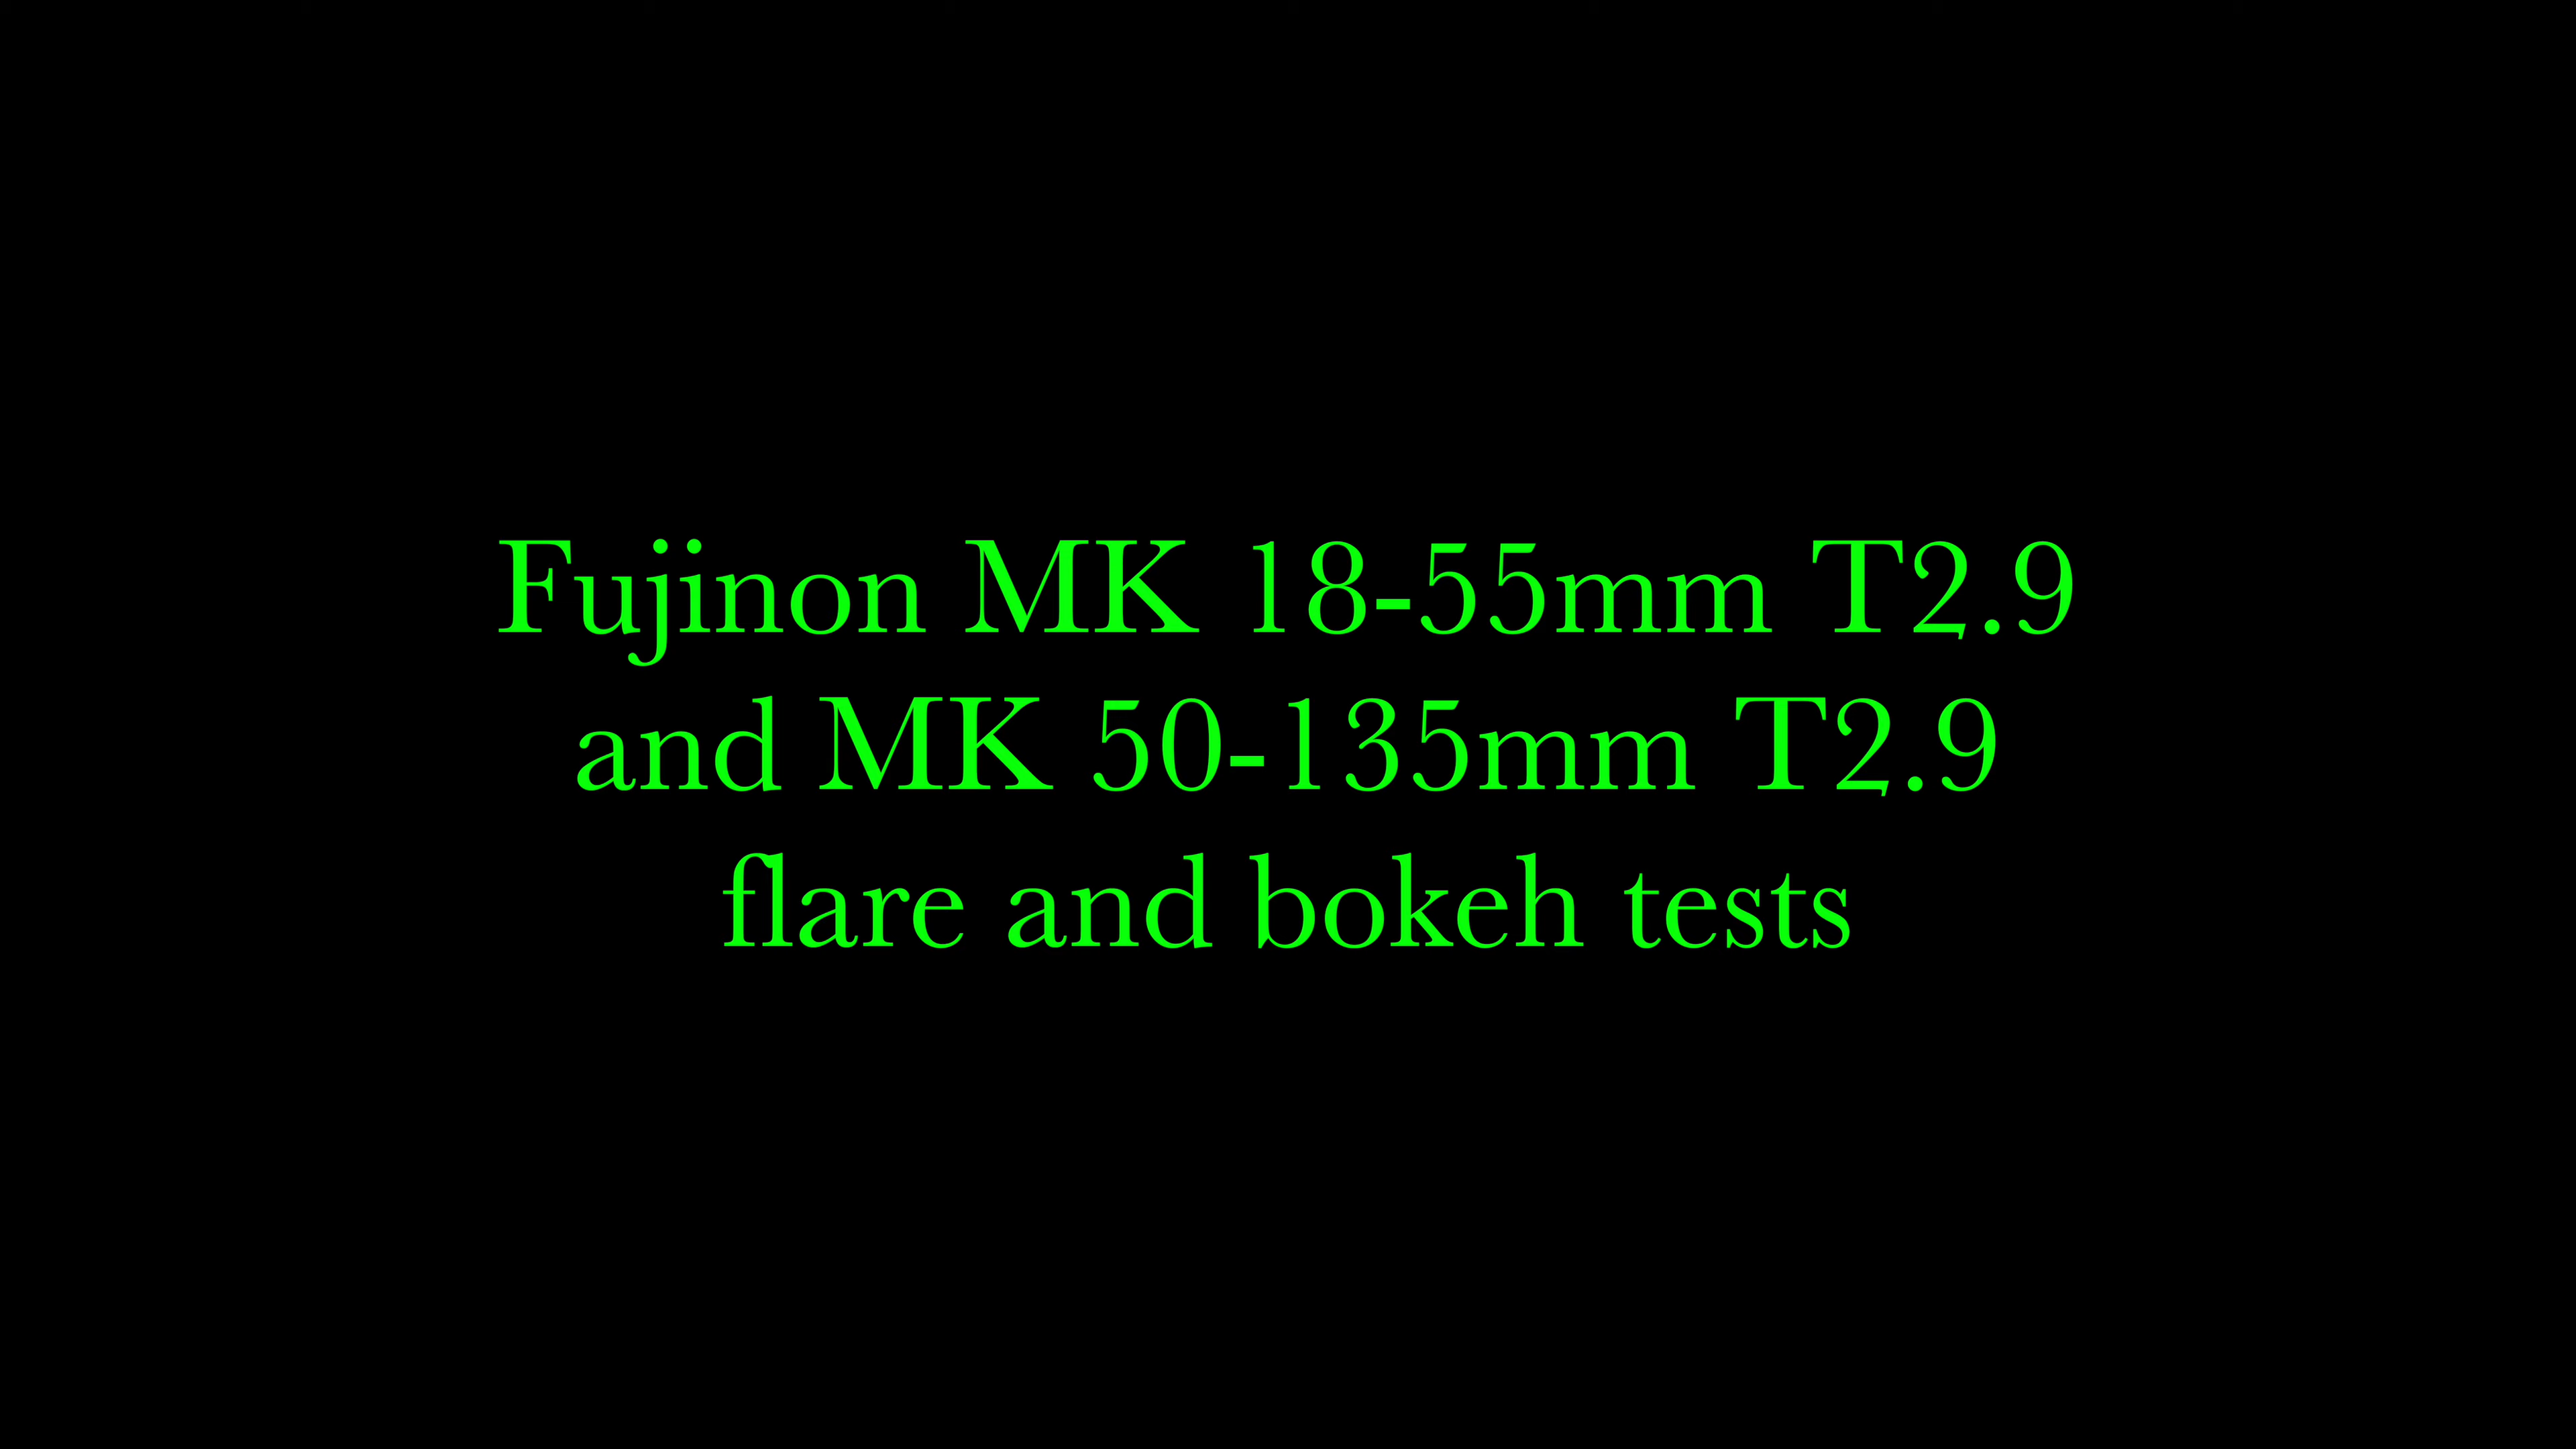 Fujinon MK 18-55mm T2.9
and MK 50-135mm T2.9
flare and bokeh tests